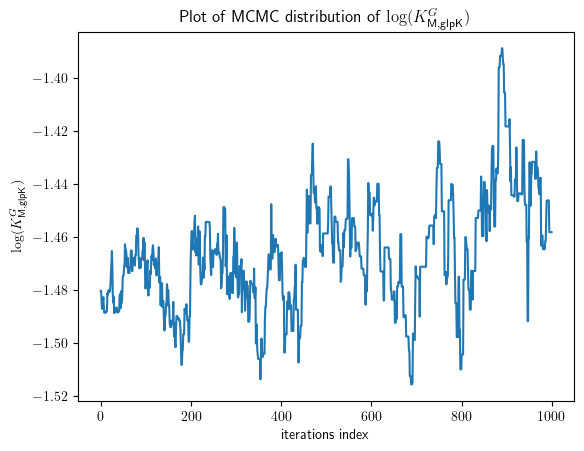 Plot of MCMC distribution of log(K^G_M,glpK)
−1.40
−1.42
−1.44
−1.46
−1.48
−1.50
−1.52
log(K^G_M,glpK)
0 200 400 600 800 1000
iterations index